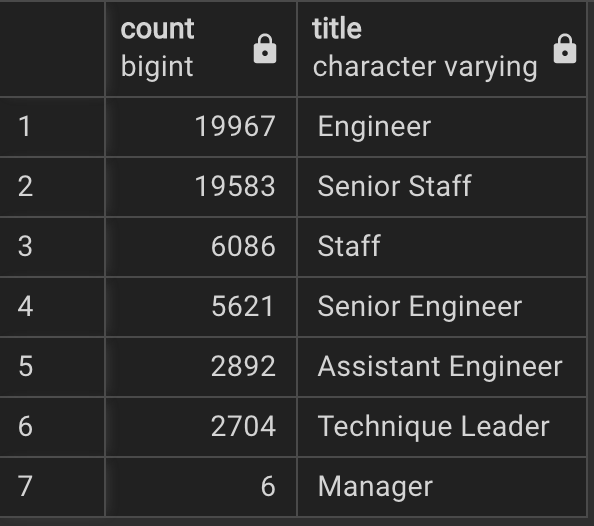 count title
bigint character varying
1 19967 Engineer
2 19583 Senior Staff
3 6086 Staff
4 5621 Senior Engineer
5 2892 Assistant Engineer
6 2704 Technique Leader
7 6 Manager